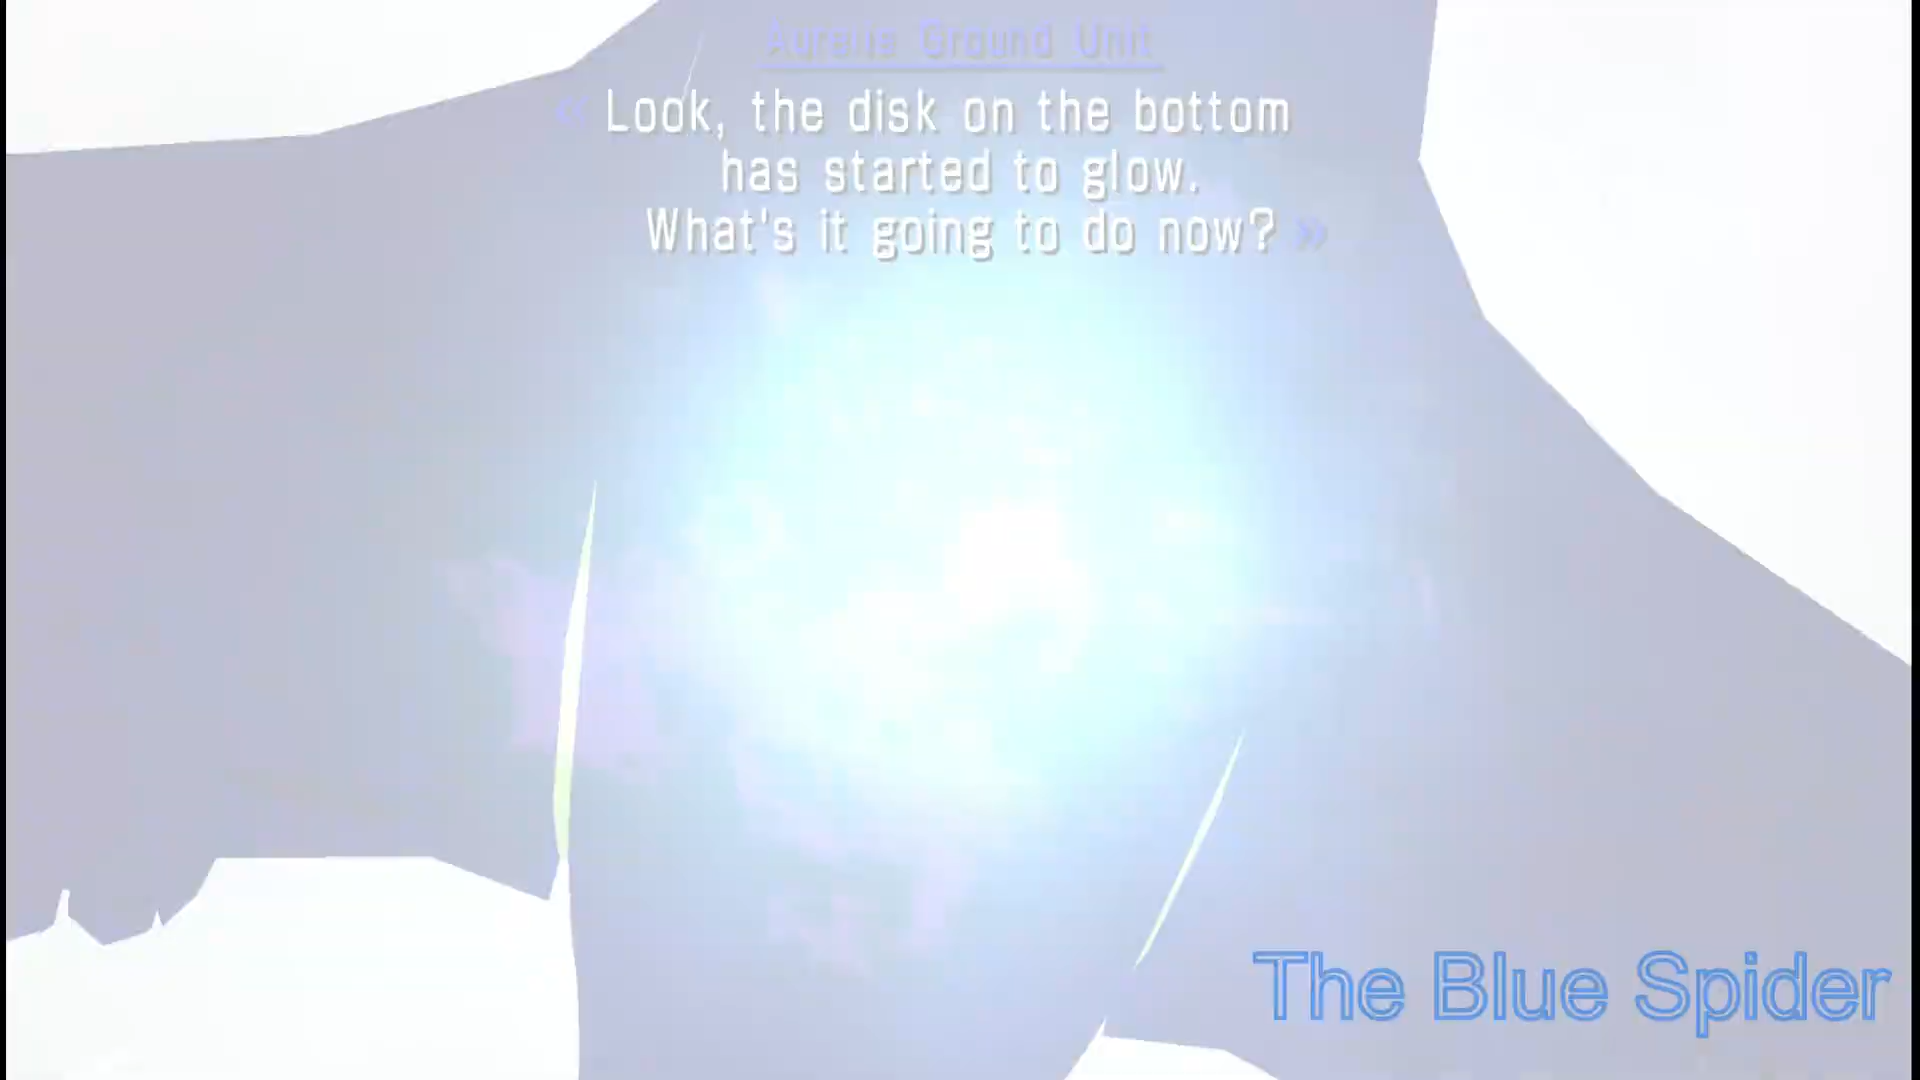 Aurelia Ground Unit
« Look, the disk on the bottom
has started to glow.
What's it going to do now? »
The Blue Spider